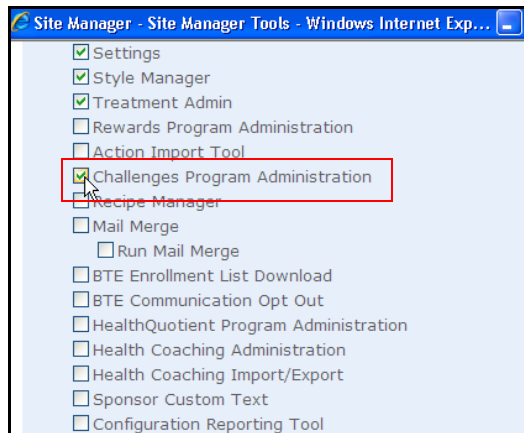 Site Manager - Site Manager Tools - Windows Internet Exp...
Settings
Style Manager
Treatment Admin
Rewards Program Administration
Action Import Tool
Challenges Program Administration
Recipe Manager
Mail Merge
Run Mail Merge
BTE Enrollment List Download
BTE Communication Opt Out
HealthQuotient Program Administration
Health Coaching Administration
Health Coaching Import/Export
Sponsor Custom Text
Configuration Reporting Tool